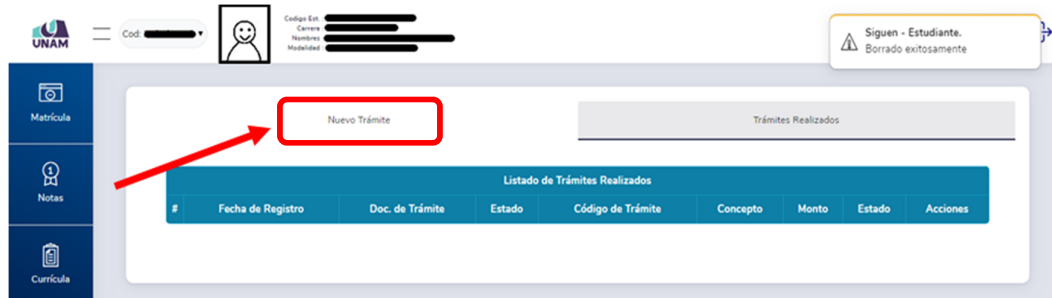 UNAM
Cod:
Codigo Est. :
Carrera :
Nombres :
Modelided :
Siguen - Estudiante.
Borrado exitosamente
Matrícula
Notas
Currícula
Nuevo Trámite
Trámites Realizados
Listado de Trámites Realizados
# Fecha de Registro Doc. de Trámite Estado Código de Trámite Concepto Monto Estado Acciones